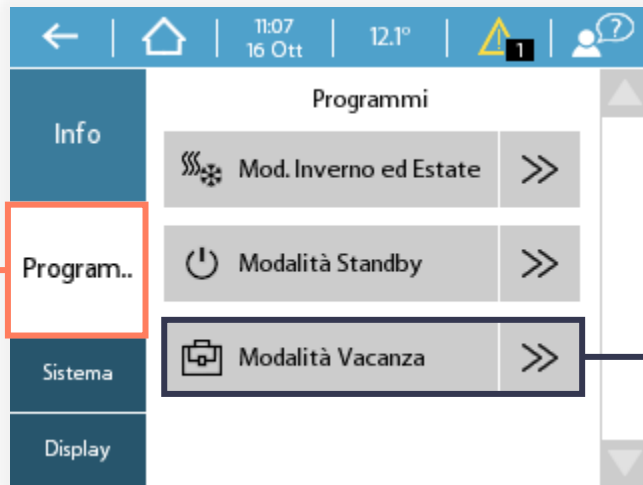 11:07
16 Ott
12.1°
1
?
Programmi
Info
Mod. Inverno ed Estate
Program..
Modalità Standby
Modalità Vacanza
Sistema
Display